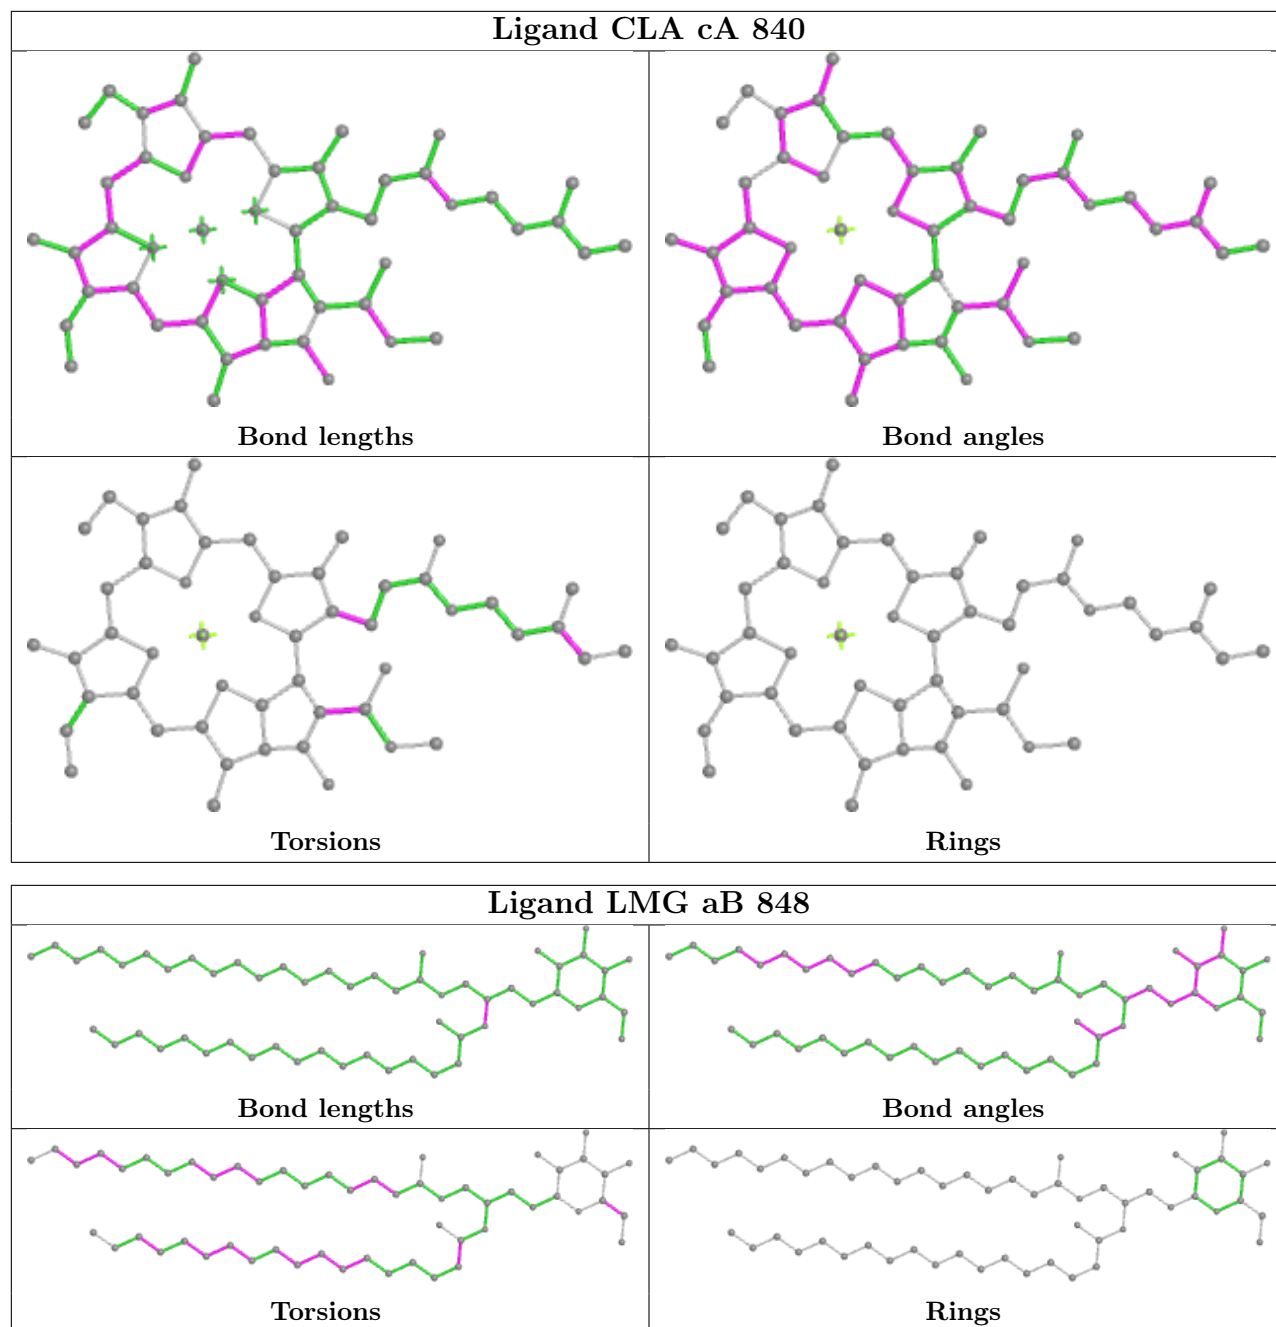 Ligand CLA cA 840
Bond lengths
Bond angles
Torsions
Rings
Ligand LMG aB 848
Bond lengths
Bond angles
Torsions
Rings